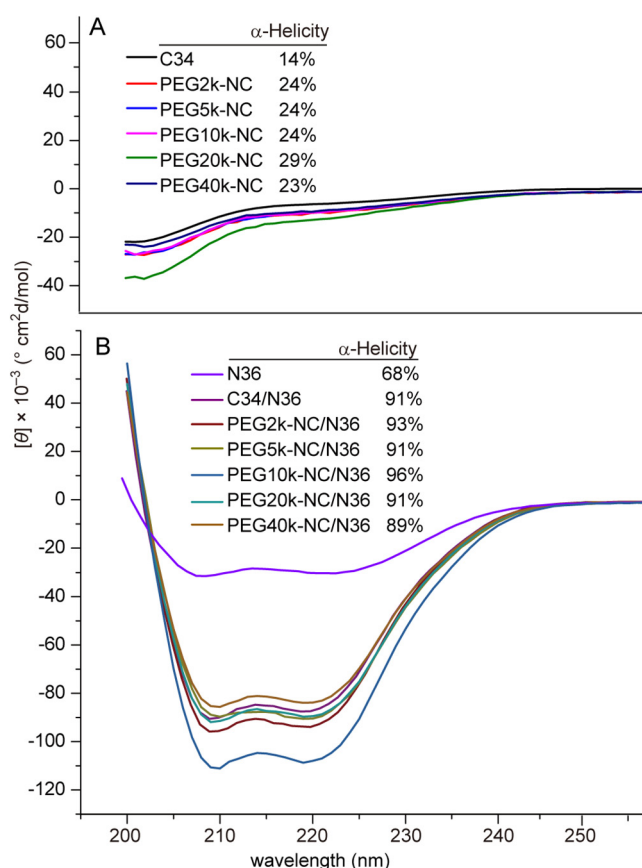 A
α-Helicity
C34 14%
PEG2k-NC 24%
PEG5k-NC 24%
PEG10k-NC 24%
PEG20k-NC 29%
PEG40k-NC 23%
60
40
20
0
-20
-40
B
α-Helicity
N36 68%
C34/N36 91%
PEG2k-NC/N36 93%
PEG5k-NC/N36 91%
PEG10k-NC/N36 96%
PEG20k-NC/N36 91%
PEG40k-NC/N36 89%
60
40
20
0
-20
-40
-60
-80
-100
-120
[θ] × 10⁻³ (° cm2d/mol)
200 210 220 230 240 250
wavelength (nm)